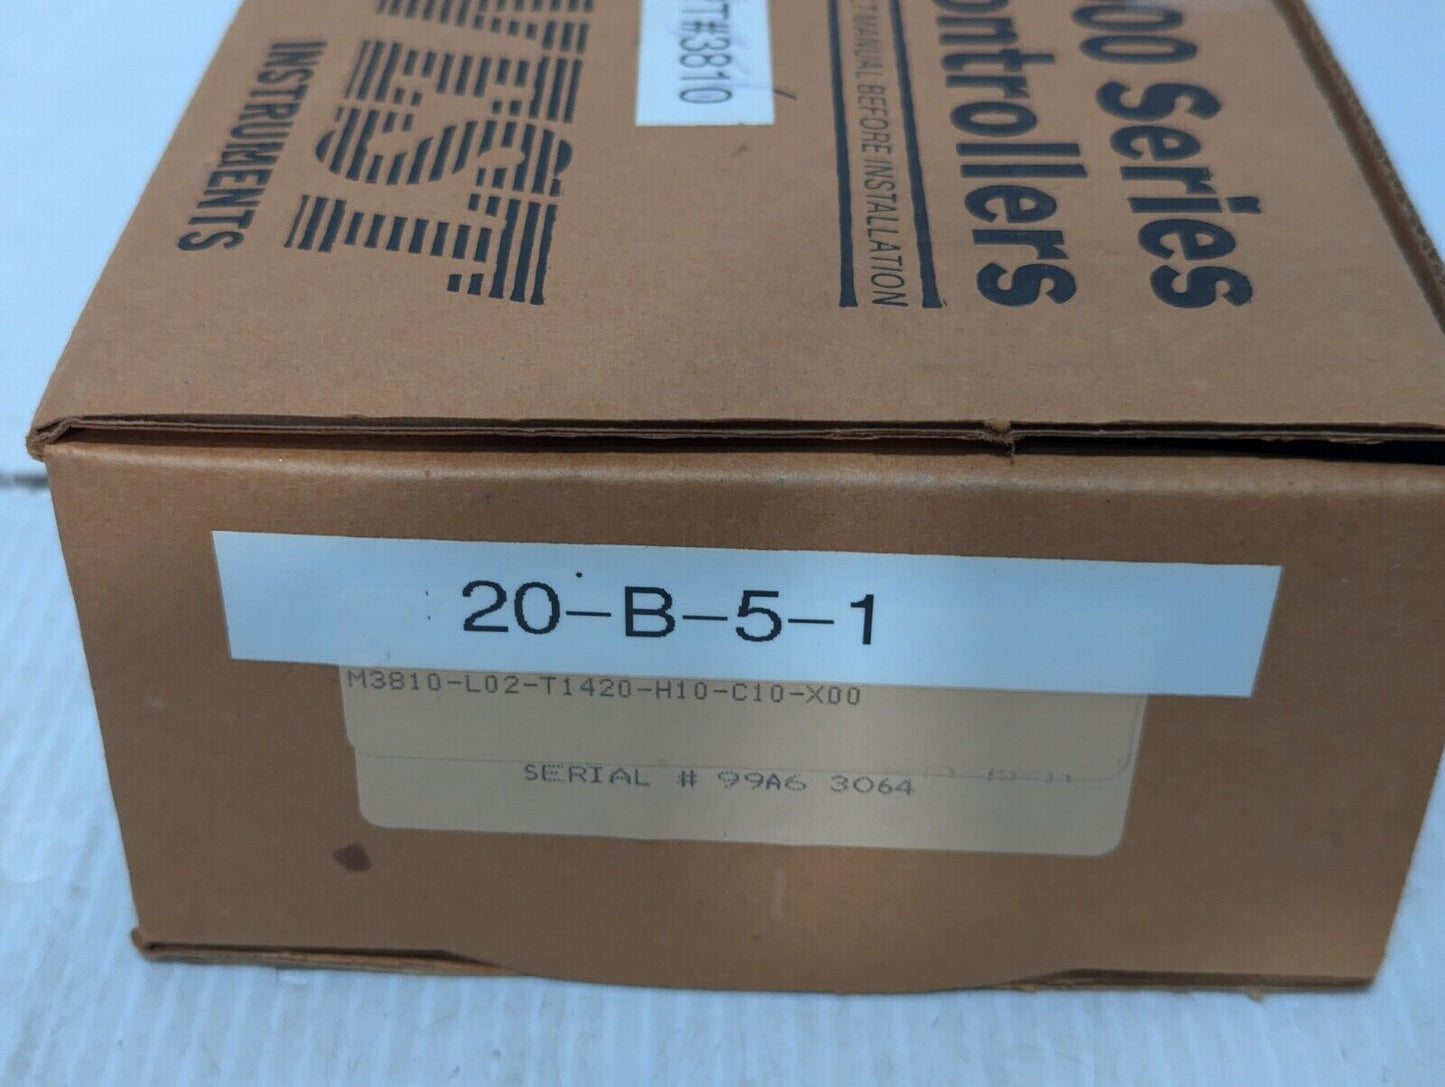 INSTRUMENTS
PT#3810
MANUAL BEFORE INSTALLATION
00 Series
ontrollers
20-B-5-1
M3810-L02-T1420-H10-C10-X00
SERIAL # 99A6 3064